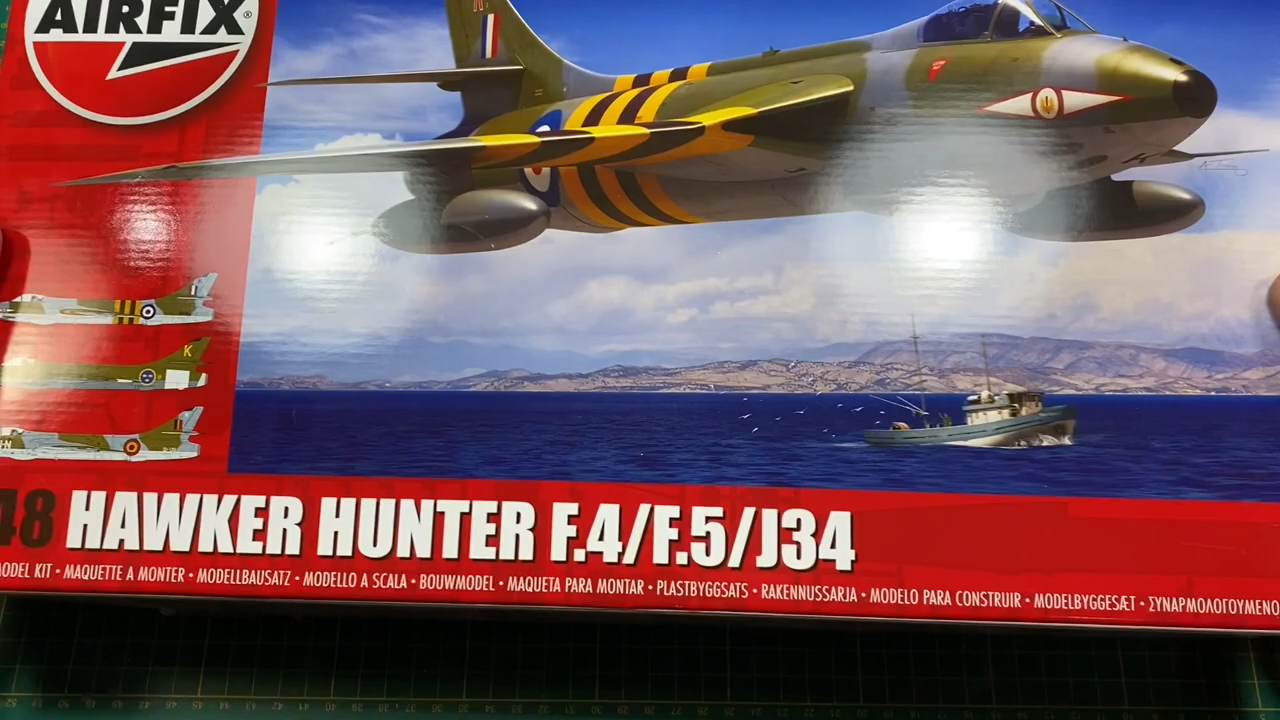 AIRFIX®
K
48 HAWKER HUNTER F.4/F.5/J34
MODEL KIT • MAQUETTE A MONTER • MODELLBAUSATZ • MODELLO A SCALA • BOUWMODEL • MAQUETA PARA MONTAR • PLASTBYGGSATS • RAKENNUSSARJA • MODELO PARA CONSTRUIR • MODELBYGGESÆT • ΣΥΝΑΡΜΟΛΟΓΟΥΜΕΝΟ